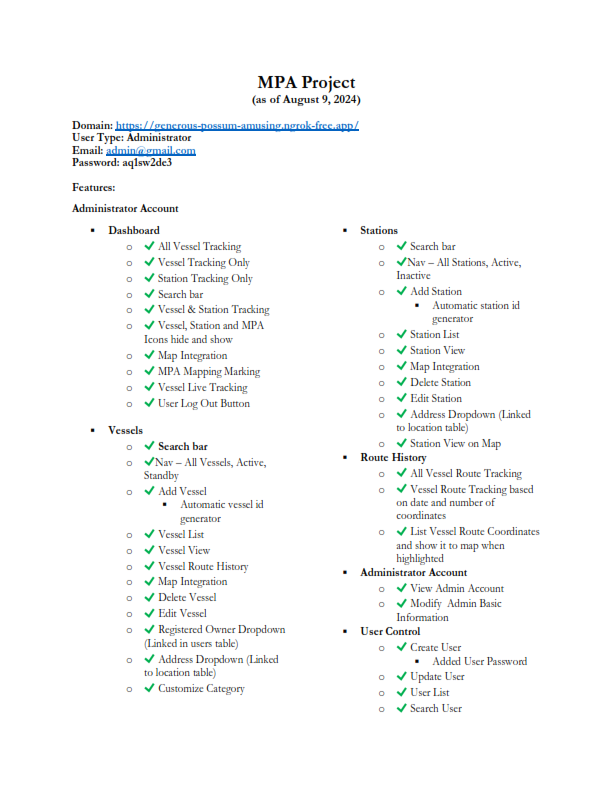 MPA Project
(as of August 9, 2024)
Domain: https://generous-possum-amusing.ngrok-free.app/
User Type: Administrator
Email: admin@gmail.com
Password: aq1sw2de3
Features:
Administrator Account
▪ Dashboard
o ✔ All Vessel Tracking
o ✔ Vessel Tracking Only
o ✔ Station Tracking Only
o ✔ Search bar
o ✔ Vessel & Station Tracking
o ✔ Vessel, Station and MPA
Icons hide and show
o ✔ Map Integration
o ✔ MPA Mapping Marking
o ✔ Vessel Live Tracking
o ✔ User Log Out Button
▪ Vessels
o ✔ Search bar
o ✔Nav – All Vessels, Active,
Standby
o ✔ Add Vessel
▪ Automatic vessel id
generator
o ✔ Vessel List
o ✔ Vessel View
o ✔ Vessel Route History
o ✔ Map Integration
o ✔ Delete Vessel
o ✔ Edit Vessel
o ✔ Registered Owner Dropdown
(Linked in users table)
o ✔ Address Dropdown (Linked
to location table)
o ✔ Customize Category
▪ Stations
o ✔ Search bar
o ✔Nav – All Stations, Active,
Inactive
o ✔ Add Station
▪ Automatic station id
generator
o ✔ Station List
o ✔ Station View
o ✔ Map Integration
o ✔ Delete Station
o ✔ Edit Station
o ✔ Address Dropdown (Linked
to location table)
o ✔ Station View on Map
▪ Route History
o ✔ All Vessel Route Tracking
o ✔ Vessel Route Tracking based
on date and number of
coordinates
o ✔ List Vessel Route Coordinates
and show it to map when
highlighted
▪ Administrator Account
o ✔ View Admin Account
o ✔ Modify Admin Basic
Information
▪ User Control
o ✔ Create User
▪ Added User Password
o ✔ Update User
o ✔ User List
o ✔ Search User